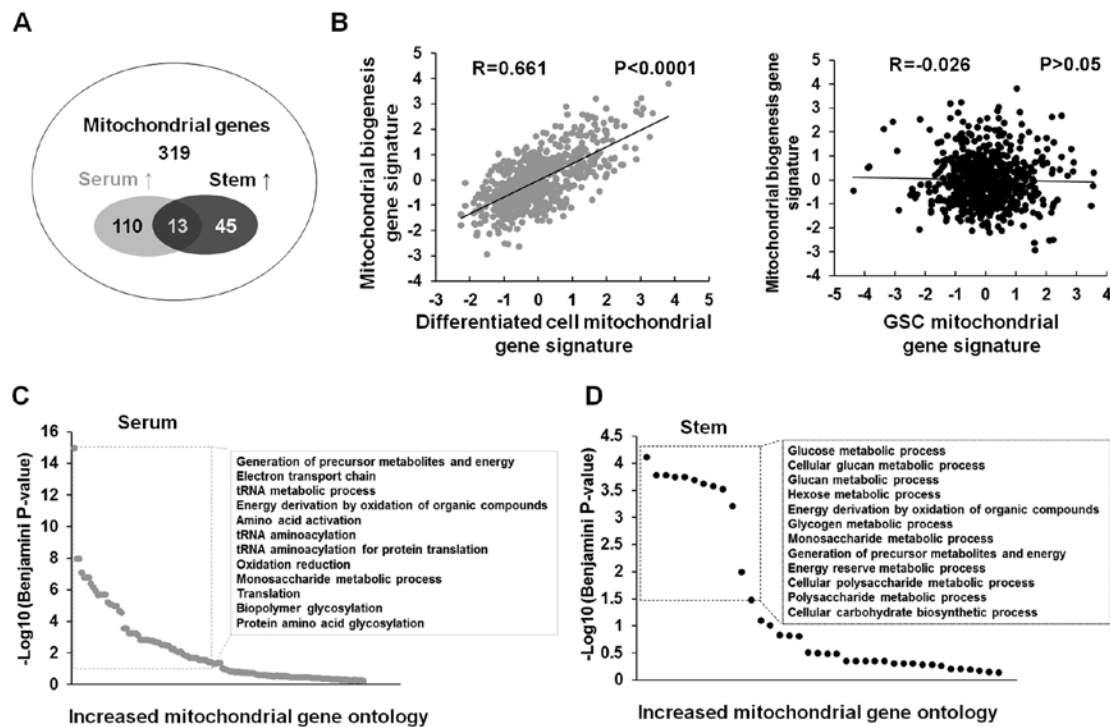 A
Mitochondrial genes
319
Serum ↑ Stem ↑
110 13 45
B
R=0.661 P<0.0001
Mitochondrial biogenesis
gene signature
5
4
3
2
1
0
-1
-2
-3
-4
-3 -2 -1 0 1 2 3 4 5
Differentiated cell mitochondrial
gene signature
R=-0.026 P>0.05
Mitochondrial biogenesis gene
signature
5
4
3
2
1
0
-1
-2
-3
-4
-5 -4 -3 -2 -1 0 1 2 3 4
GSC mitochondrial
gene signature
C
Serum
-Log10 (Benjamini P-value)
16
14
12
10
8
6
4
2
0
Generation of precursor metabolites and energy
Electron transport chain
tRNA metabolic process
Energy derivation by oxidation of organic compounds
Amino acid activation
tRNA aminoacylation
tRNA aminoacylation for protein translation
Oxidation reduction
Monosaccharide metabolic process
Translation
Biopolymer glycosylation
Protein amino acid glycosylation
Increased mitochondrial gene ontology
D
Stem
-Log10 (Benjamini P-value)
4.5
4
3.5
3
2.5
2
1.5
1
0.5
0
Glucose metabolic process
Cellular glucan metabolic process
Glucan metabolic process
Hexose metabolic process
Energy derivation by oxidation of organic compounds
Glycogen metabolic process
Monosaccharide metabolic process
Generation of precursor metabolites and energy
Energy reserve metabolic process
Cellular polysaccharide metabolic process
Polysaccharide metabolic process
Cellular carbohydrate biosynthetic process
Increased mitochondrial gene ontology